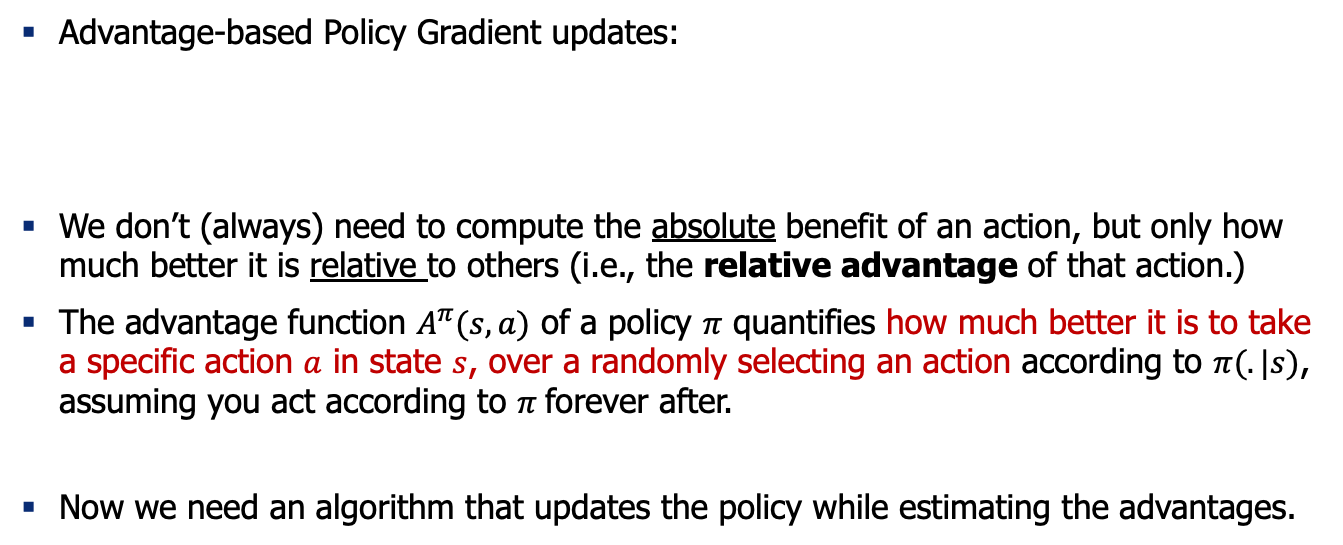 ▪ Advantage-based Policy Gradient updates:
▪ We don’t (always) need to compute the absolute benefit of an action, but only how
much better it is relative to others (i.e., the relative advantage of that action.)
▪ The advantage function 𝐴^𝜋(𝑠, 𝑎) of a policy 𝜋 quantifies how much better it is to take
a specific action 𝑎 in state 𝑠, over a randomly selecting an action according to 𝜋(. |𝑠),
assuming you act according to 𝜋 forever after.
▪ Now we need an algorithm that updates the policy while estimating the advantages.